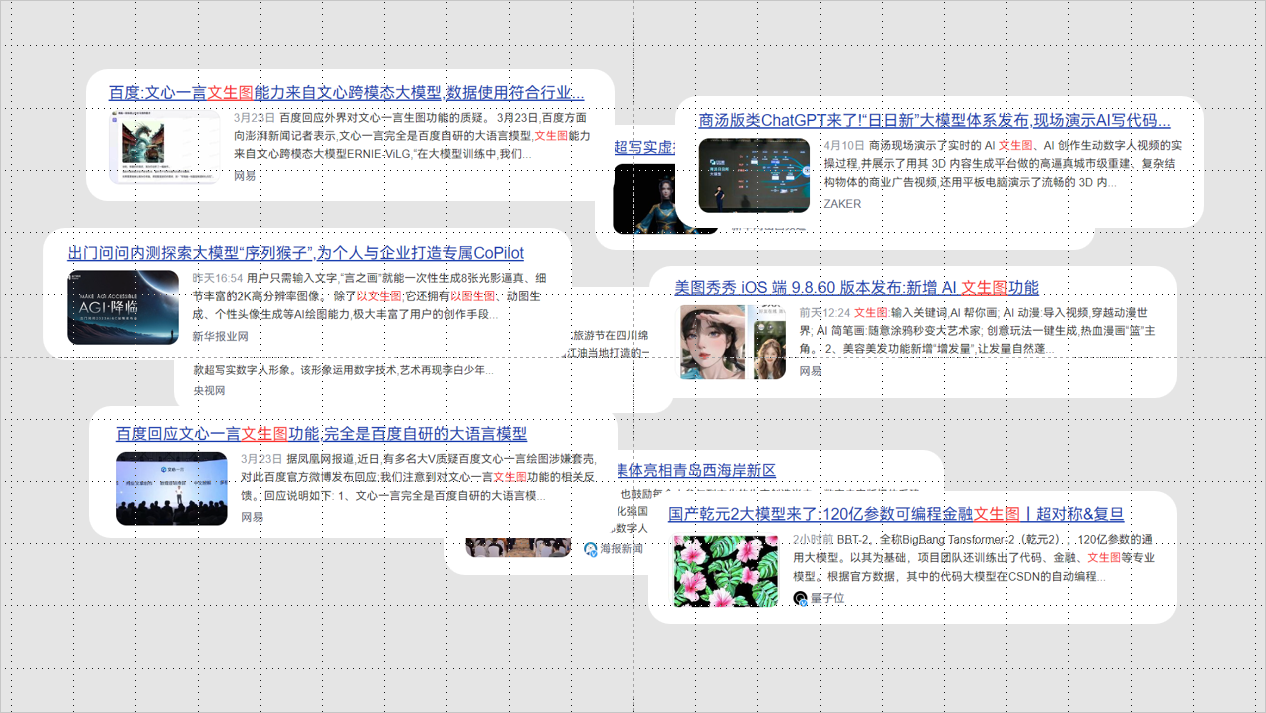 百度:文心一言文生图能力来自文心跨模态大模型,数据使用符合行业...
3月23日 百度回应外界对文心一言生图功能的质疑。 3月23日,百度方面
向澎湃新闻记者表示,文心一言完全是百度自研的大语言模型,文生图能力
来自文心跨模态大模型ERNIE-ViLG,“在大模型训练中,我们...
网易
超写实虚
商汤版类ChatGPT来了!“日日新”大模型体系发布,现场演示AI写代码...
4月10日 商汤现场演示了实时的 AI 文生图、AI 创作生动数字人视频的实
操过程,并展示了用其 3D 内容生成平台做的高逼真城市级重建、复杂结
构物体的商业广告视频,还用平板电脑演示了流畅的 3D 内...
ZAKER
出门问问内测探索大模型“序列猴子”,为个人与企业打造专属CoPilot
AGI·降临
昨天16:54 用户只需输入文字,“言之画”就能一次性生成8张光影逼真、细
节丰富的2K高分辨率图像。 除了以文生图;它还拥有以图生图、动图生
成、个性头像生成等AI绘图能力,极大丰富了用户的创作手段...
新华报业网
旅游节在四川绵
江油当地打造的一
款超写实数字人形象。该形象运用数字技术,艺术再现李白少年...
央视网
美图秀秀 iOS 端 9.8.60 版本发布:新增 AI 文生图功能
前天12:24 文生图:输入关键词,AI 帮你画; AI 动漫:导入视频,穿越动漫世
界; AI 简笔画:随意涂鸦秒变大艺术家; 创意玩法一键生成,热血漫画“篮”主
角。 2、美容美发功能新增“增发量”,让发量自然蓬...
网易
百度回应文心一言文生图功能,完全是百度自研的大语言模型
3月23日 据凤凰网报道,近日,有多名大V质疑百度文心一言绘图涉嫌套壳,
对此百度官方微博发布回应;我们注意到对文心一言文生图功能的相关反
馈。回应说明如下: 1、文心一言完全是百度自研的大语言模...
网易
集体亮相青岛西海岸新区
也鼓励
化强国
数字人
海报新闻
国产乾元2大模型来了:120亿参数可编程金融文生图丨超对称&复旦
2小时前 BBT-2，全称BigBang Tansformer-2（乾元2）， 120亿参数的通
用大模型。以其为基础，项目团队还训练出了代码、金融、文生图等专业
模型。根据官方数据，其中的代码大模型在CSDN的自动编程...
量子位